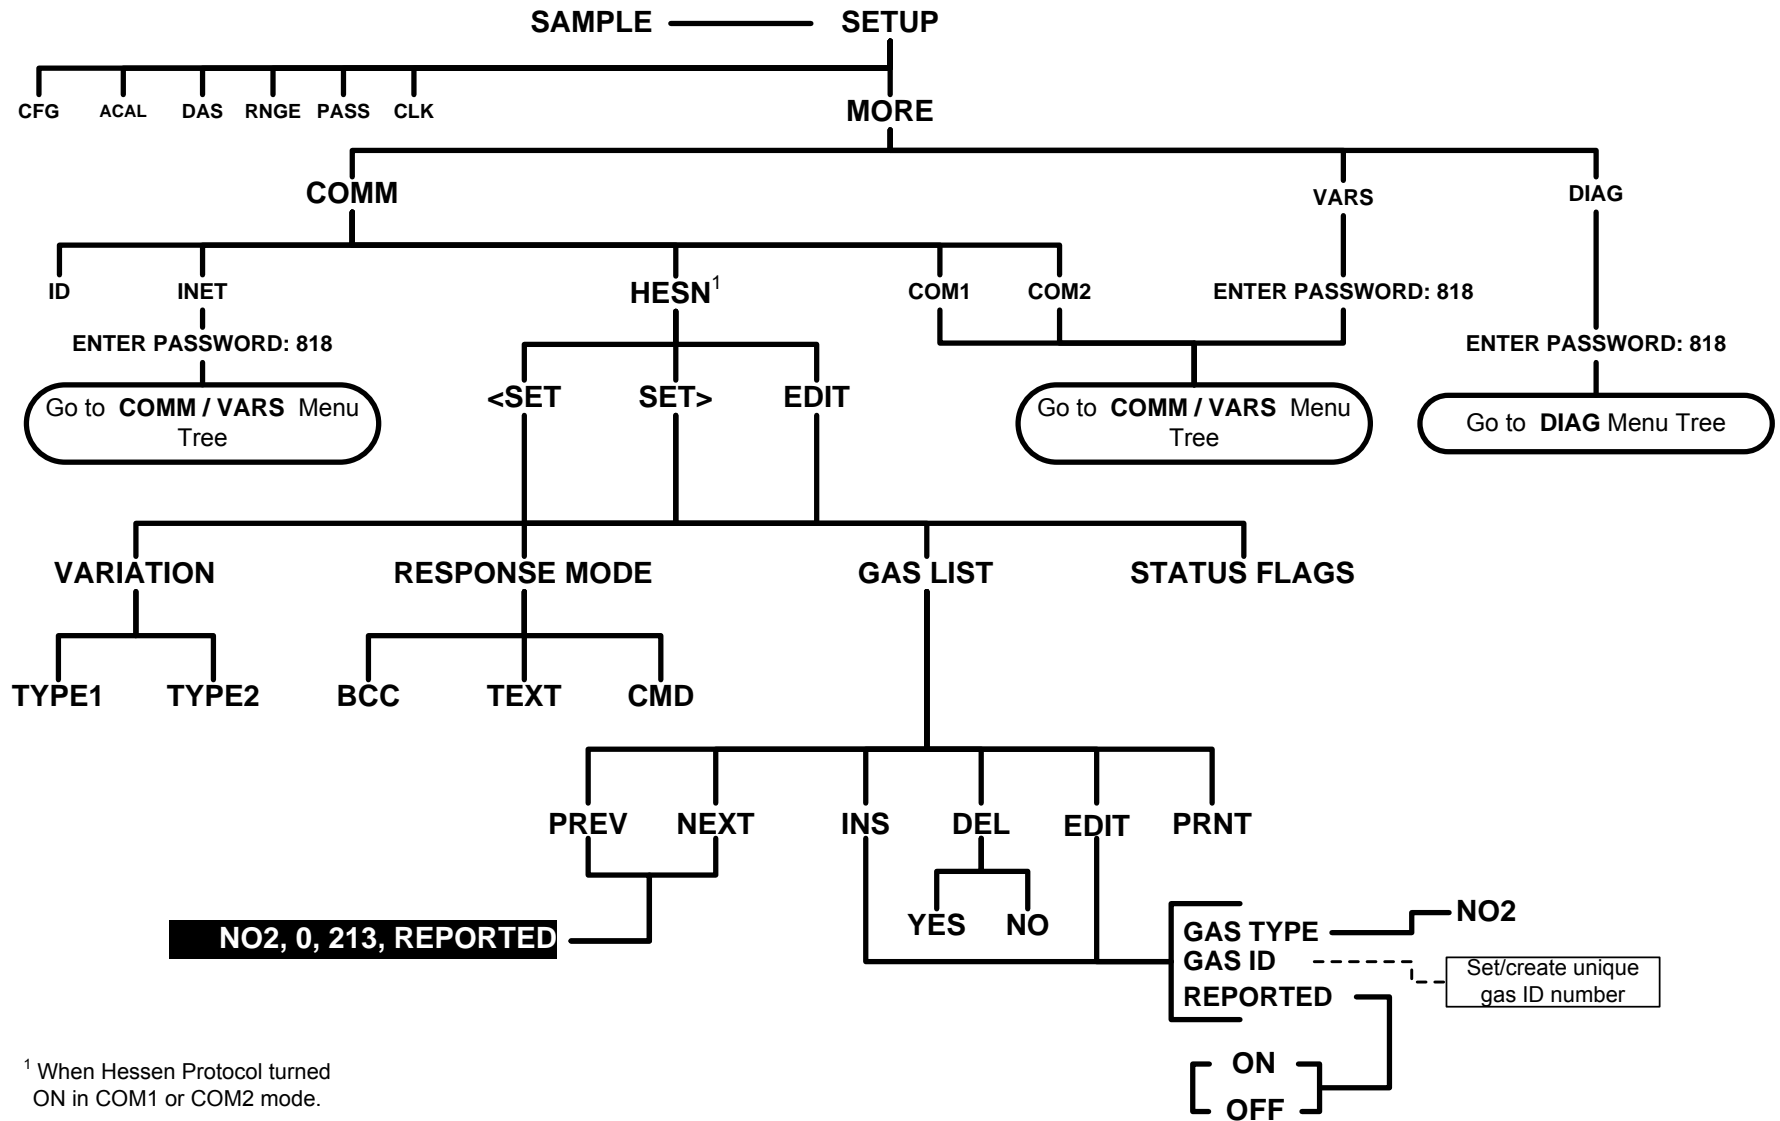 SAMPLE SETUP
CFG ACAL DAS RNGE PASS CLK MORE
COMM VARS DIAG
ID INET HESN1 COM1 COM2 ENTER PASSWORD: 818
ENTER PASSWORD: 818 ENTER PASSWORD: 818
<SET SET> EDIT
Go to COMM / VARS Menu
Tree
Go to COMM / VARS Menu
Tree
Go to DIAG Menu Tree
VARIATION RESPONSE MODE GAS LIST STATUS FLAGS
TYPE1 TYPE2 BCC TEXT CMD
PREV NEXT INS DEL EDIT PRNT
YES NO
NO2, 0, 213, REPORTED
GAS TYPE NO2
GAS ID
Set/create unique
gas ID number
REPORTED
ON
OFF
1 When Hessen Protocol turned
ON in COM1 or COM2 mode.